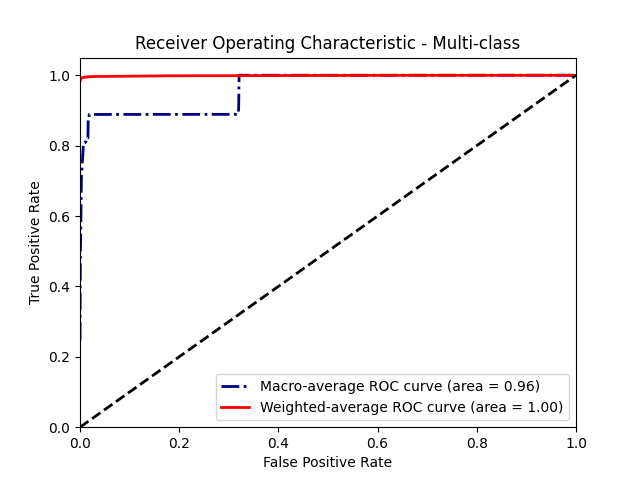 Receiver Operating Characteristic - Multi-class
1.0
0.8
0.6
0.4
0.2
0.0
True Positive Rate
Macro-average ROC curve (area = 0.96)
Weighted-average ROC curve (area = 1.00)
0.0 0.2 0.4 0.6 0.8 1.0
False Positive Rate